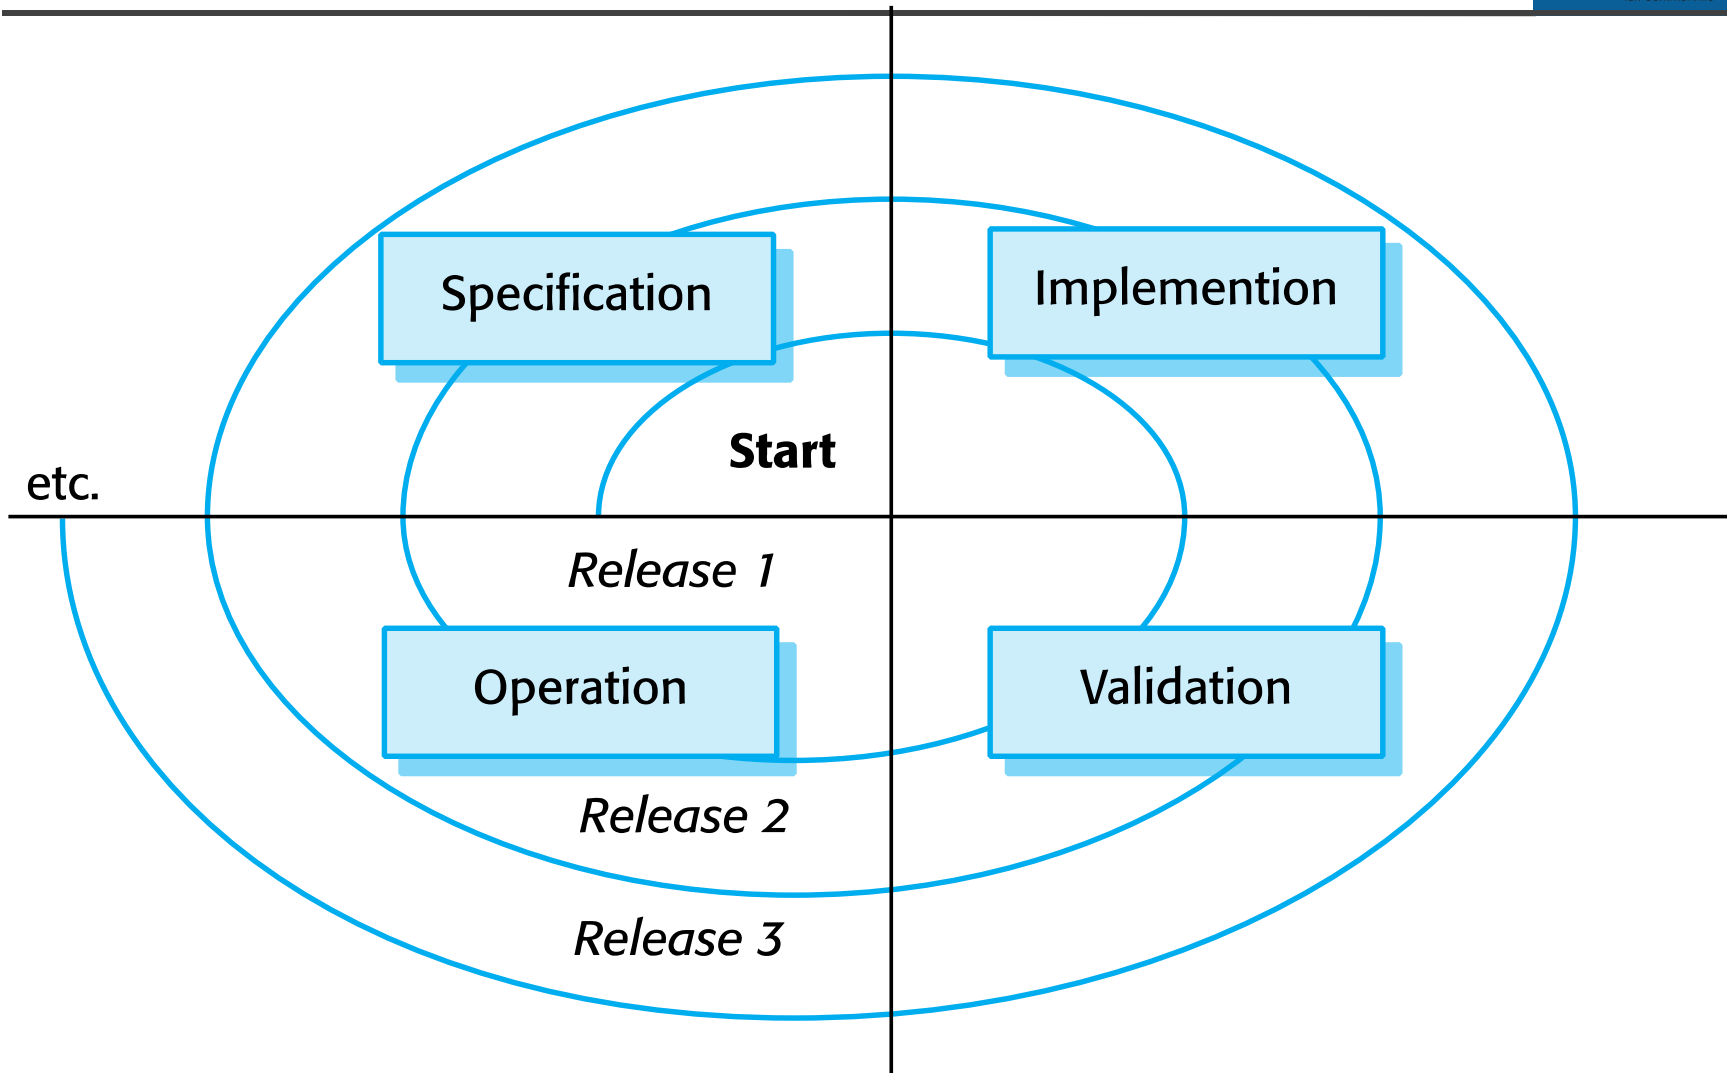 Specification
Implemention
Start
etc.
Release 1
Operation
Validation
Release 2
Release 3